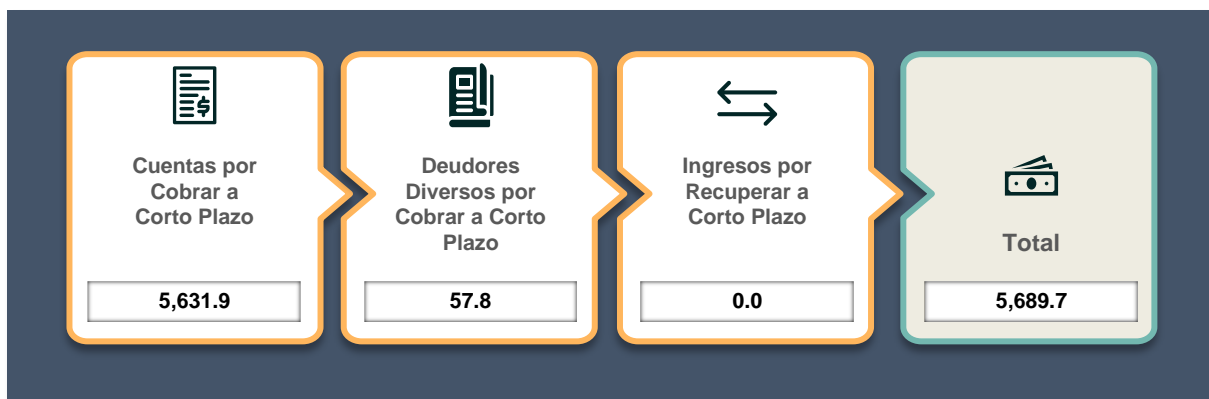 Cuentas por
Cobrar a
Corto Plazo
5,631.9
Deudores
Diversos por
Cobrar a Corto
Plazo
57.8
Ingresos por
Recuperar a
Corto Plazo
0.0
Total
5,689.7